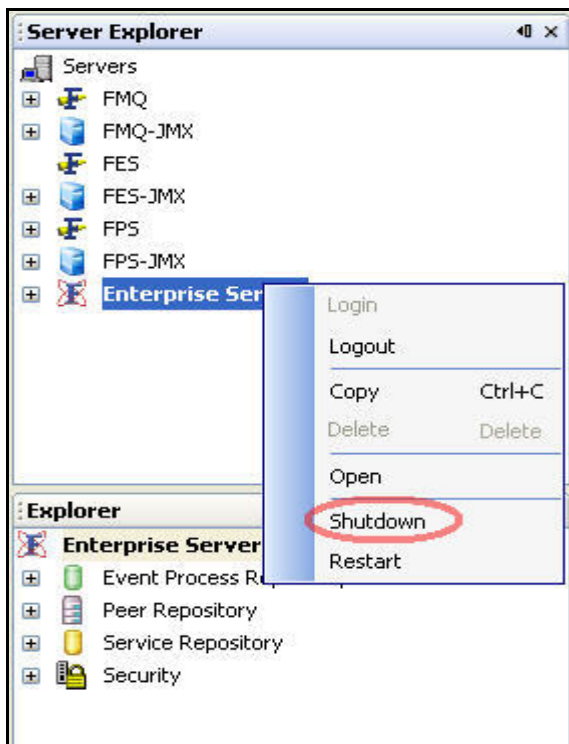 Server Explorer
Servers
FMQ
FMQ-JMX
FES
FES-JMX
FPS
FPS-JMX
Enterprise Ser
Login
Logout
Copy Ctrl+C
Delete Delete
Open
Shutdown
Restart
Explorer
Enterprise Server
Event Process
Peer Repository
Service Repository
Security